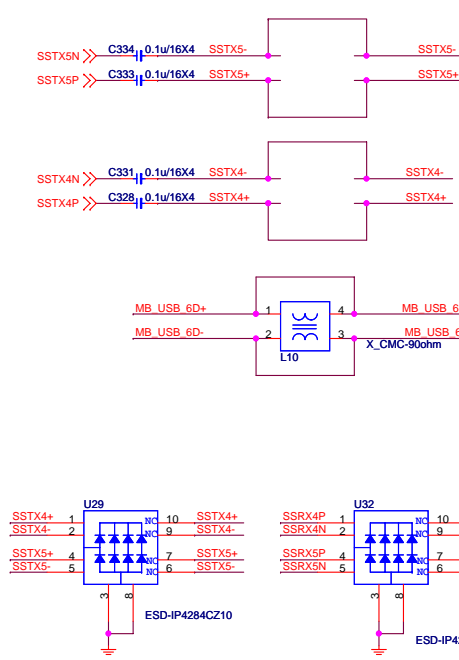 SSTX5N C334 0.1u/16X4 SSTX5- SSTX5-
SSTX5P C333 0.1u/16X4 SSTX5+ SSTX5+
SSTX4N C331 0.1u/16X4 SSTX4- SSTX4-
SSTX4P C328 0.1u/16X4 SSTX4+ SSTX4+
MB_USB_6D+ 1 4 MB_USB_6
MB_USB_6D- 2 3 MB_USB_6
L10 X_CMC-90ohm
U29 U32
SSTX4+ 1 NC 10 SSTX4+ SSRX4P 1 NC 10
SSTX4- 2 NC 9 SSTX4- SSRX4N 2 NC 9
SSTX5+ 4 NC 7 SSTX5+ SSRX5P 4 NC 7
SSTX5- 5 NC 6 SSTX5- SSRX5N 5 NC 6
3 8 3 8
ESD-IP4284CZ10
ESD-IP42